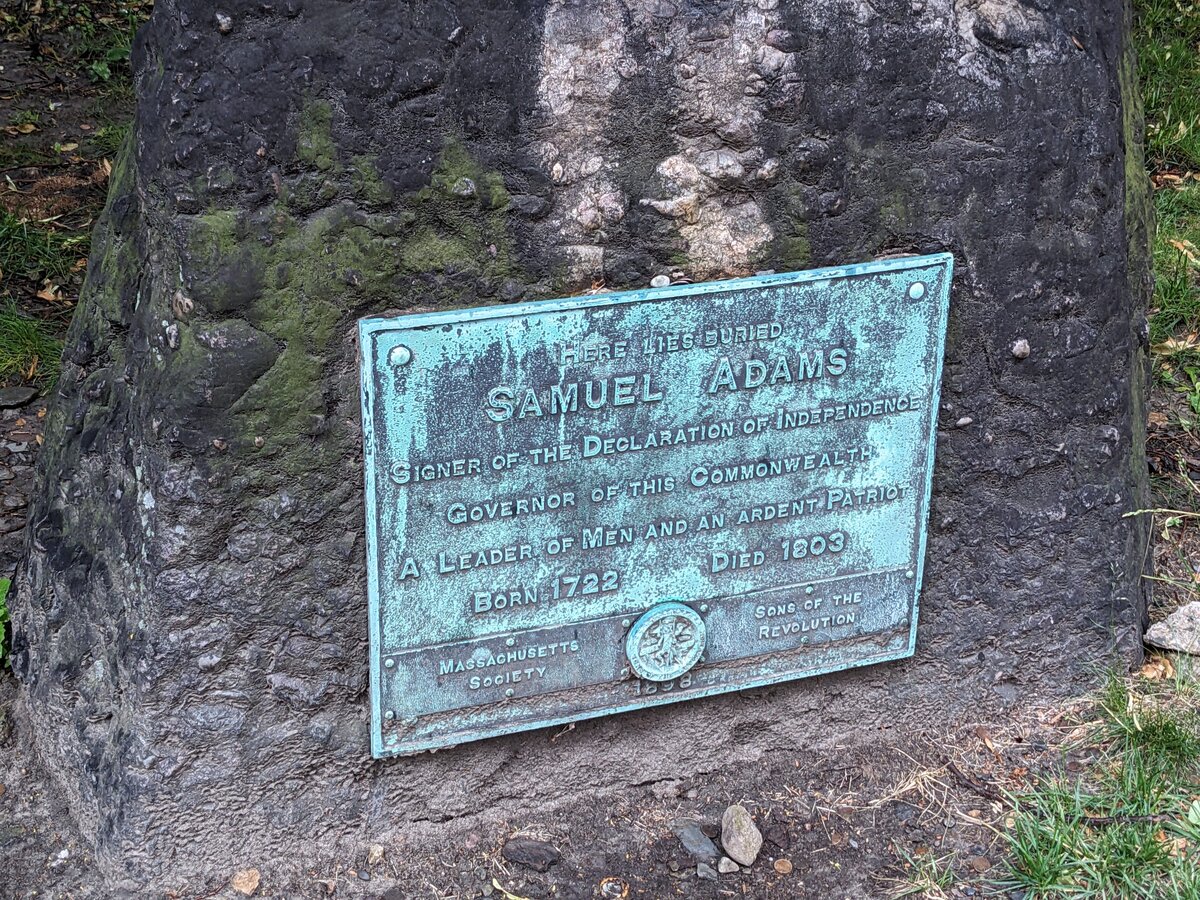 HERE LIES BURIED
SAMUEL ADAMS
SIGNER OF THE DECLARATION OF INDEPENDENCE
GOVERNOR OF THIS COMMONWEALTH
A LEADER OF MEN AND AN ARDENT PATRIOT
BORN 1722 DIED 1803
MASSACHUSETTS SOCIETY
SONS OF THE REVOLUTION
1898